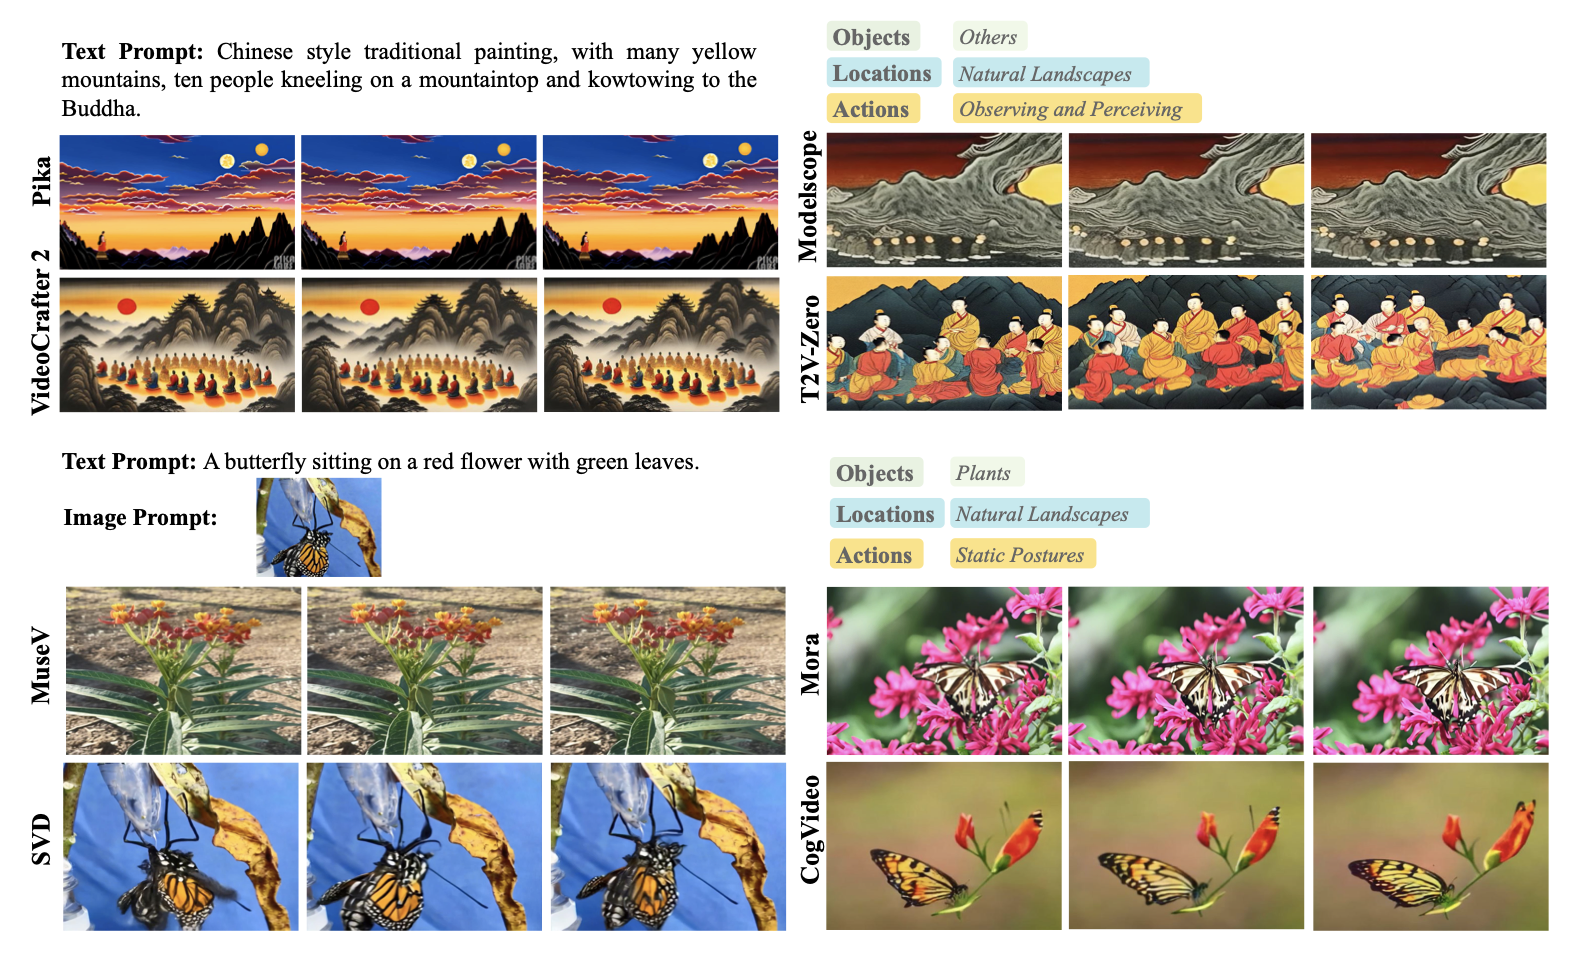 Text Prompt: Chinese style traditional painting, with many yellow
mountains, ten people kneeling on a mountaintop and kowtowing to the
Buddha.
Objects Others
Locations Natural Landscapes
Actions Observing and Perceiving
Pika
PIKA
LABS
VideoCrafter 2
Modelscope
T2V-Zero
Text Prompt: A butterfly sitting on a red flower with green leaves.
Image Prompt:
Objects Plants
Locations Natural Landscapes
Actions Static Postures
MuseV
SVD
Mora
CogVideo